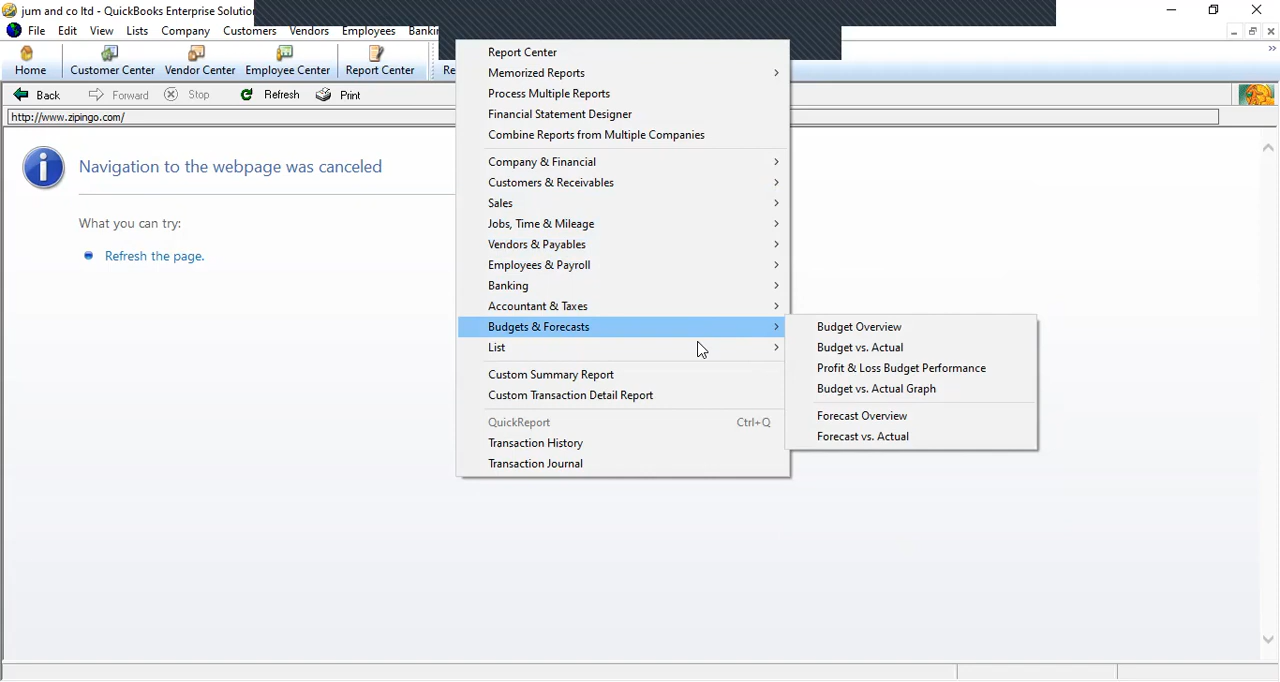 jum and co ltd - QuickBooks Enterprise Solutio
File Edit View Lists Company Customers Vendors Employees Bankin
Home Customer Center Vendor Center Employee Center Report Center Re
Back Forward Stop Refresh Print
http://www.zipingo.com/
Navigation to the webpage was canceled
What you can try:
Refresh the page.
Report Center
Memorized Reports
Process Multiple Reports
Financial Statement Designer
Combine Reports from Multiple Companies
Company & Financial
Customers & Receivables
Sales
Jobs, Time & Mileage
Vendors & Payables
Employees & Payroll
Banking
Accountant & Taxes
Budgets & Forecasts
List
Custom Summary Report
Custom Transaction Detail Report
QuickReport Ctrl+Q
Transaction History
Transaction Journal
Budget Overview
Budget vs. Actual
Profit & Loss Budget Performance
Budget vs. Actual Graph
Forecast Overview
Forecast vs. Actual